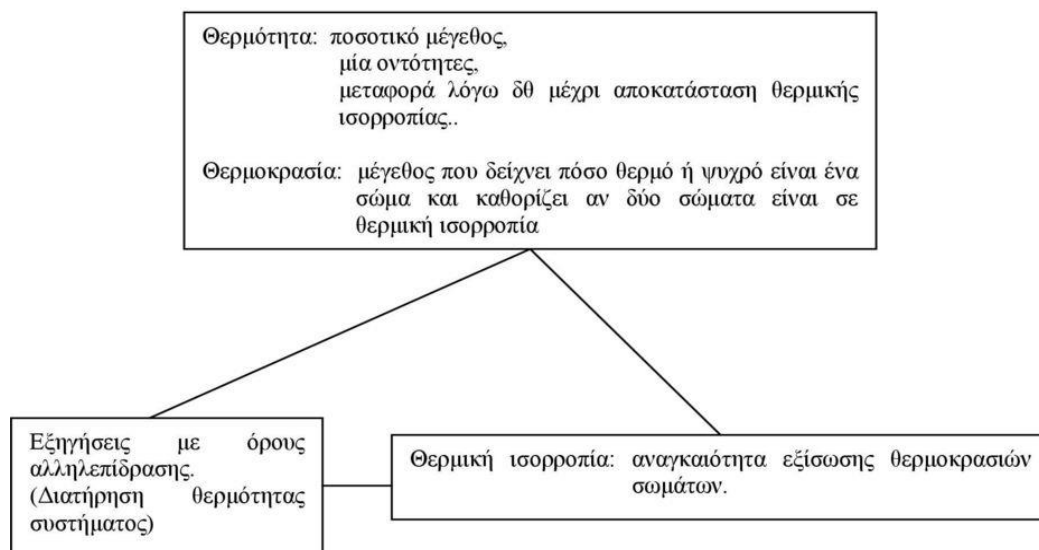 Θερμότητα: ποσοτικό μέγεθος,
μία οντότητες,
μεταφορά λόγω δθ μέχρι αποκατάσταση θερμικής
ισορροπίας..
Θερμοκρασία: μέγεθος που δείχνει πόσο θερμό ή ψυχρό είναι ένα
σώμα και καθορίζει αν δύο σώματα είναι σε
θερμική ισορροπία
Εξηγήσεις με όρους
αλληλεπίδρασης.
(Διατήρηση θερμότητας
συστήματος)
Θερμική ισορροπία: αναγκαιότητα εξίσωσης θερμοκρασιών
σωμάτων.